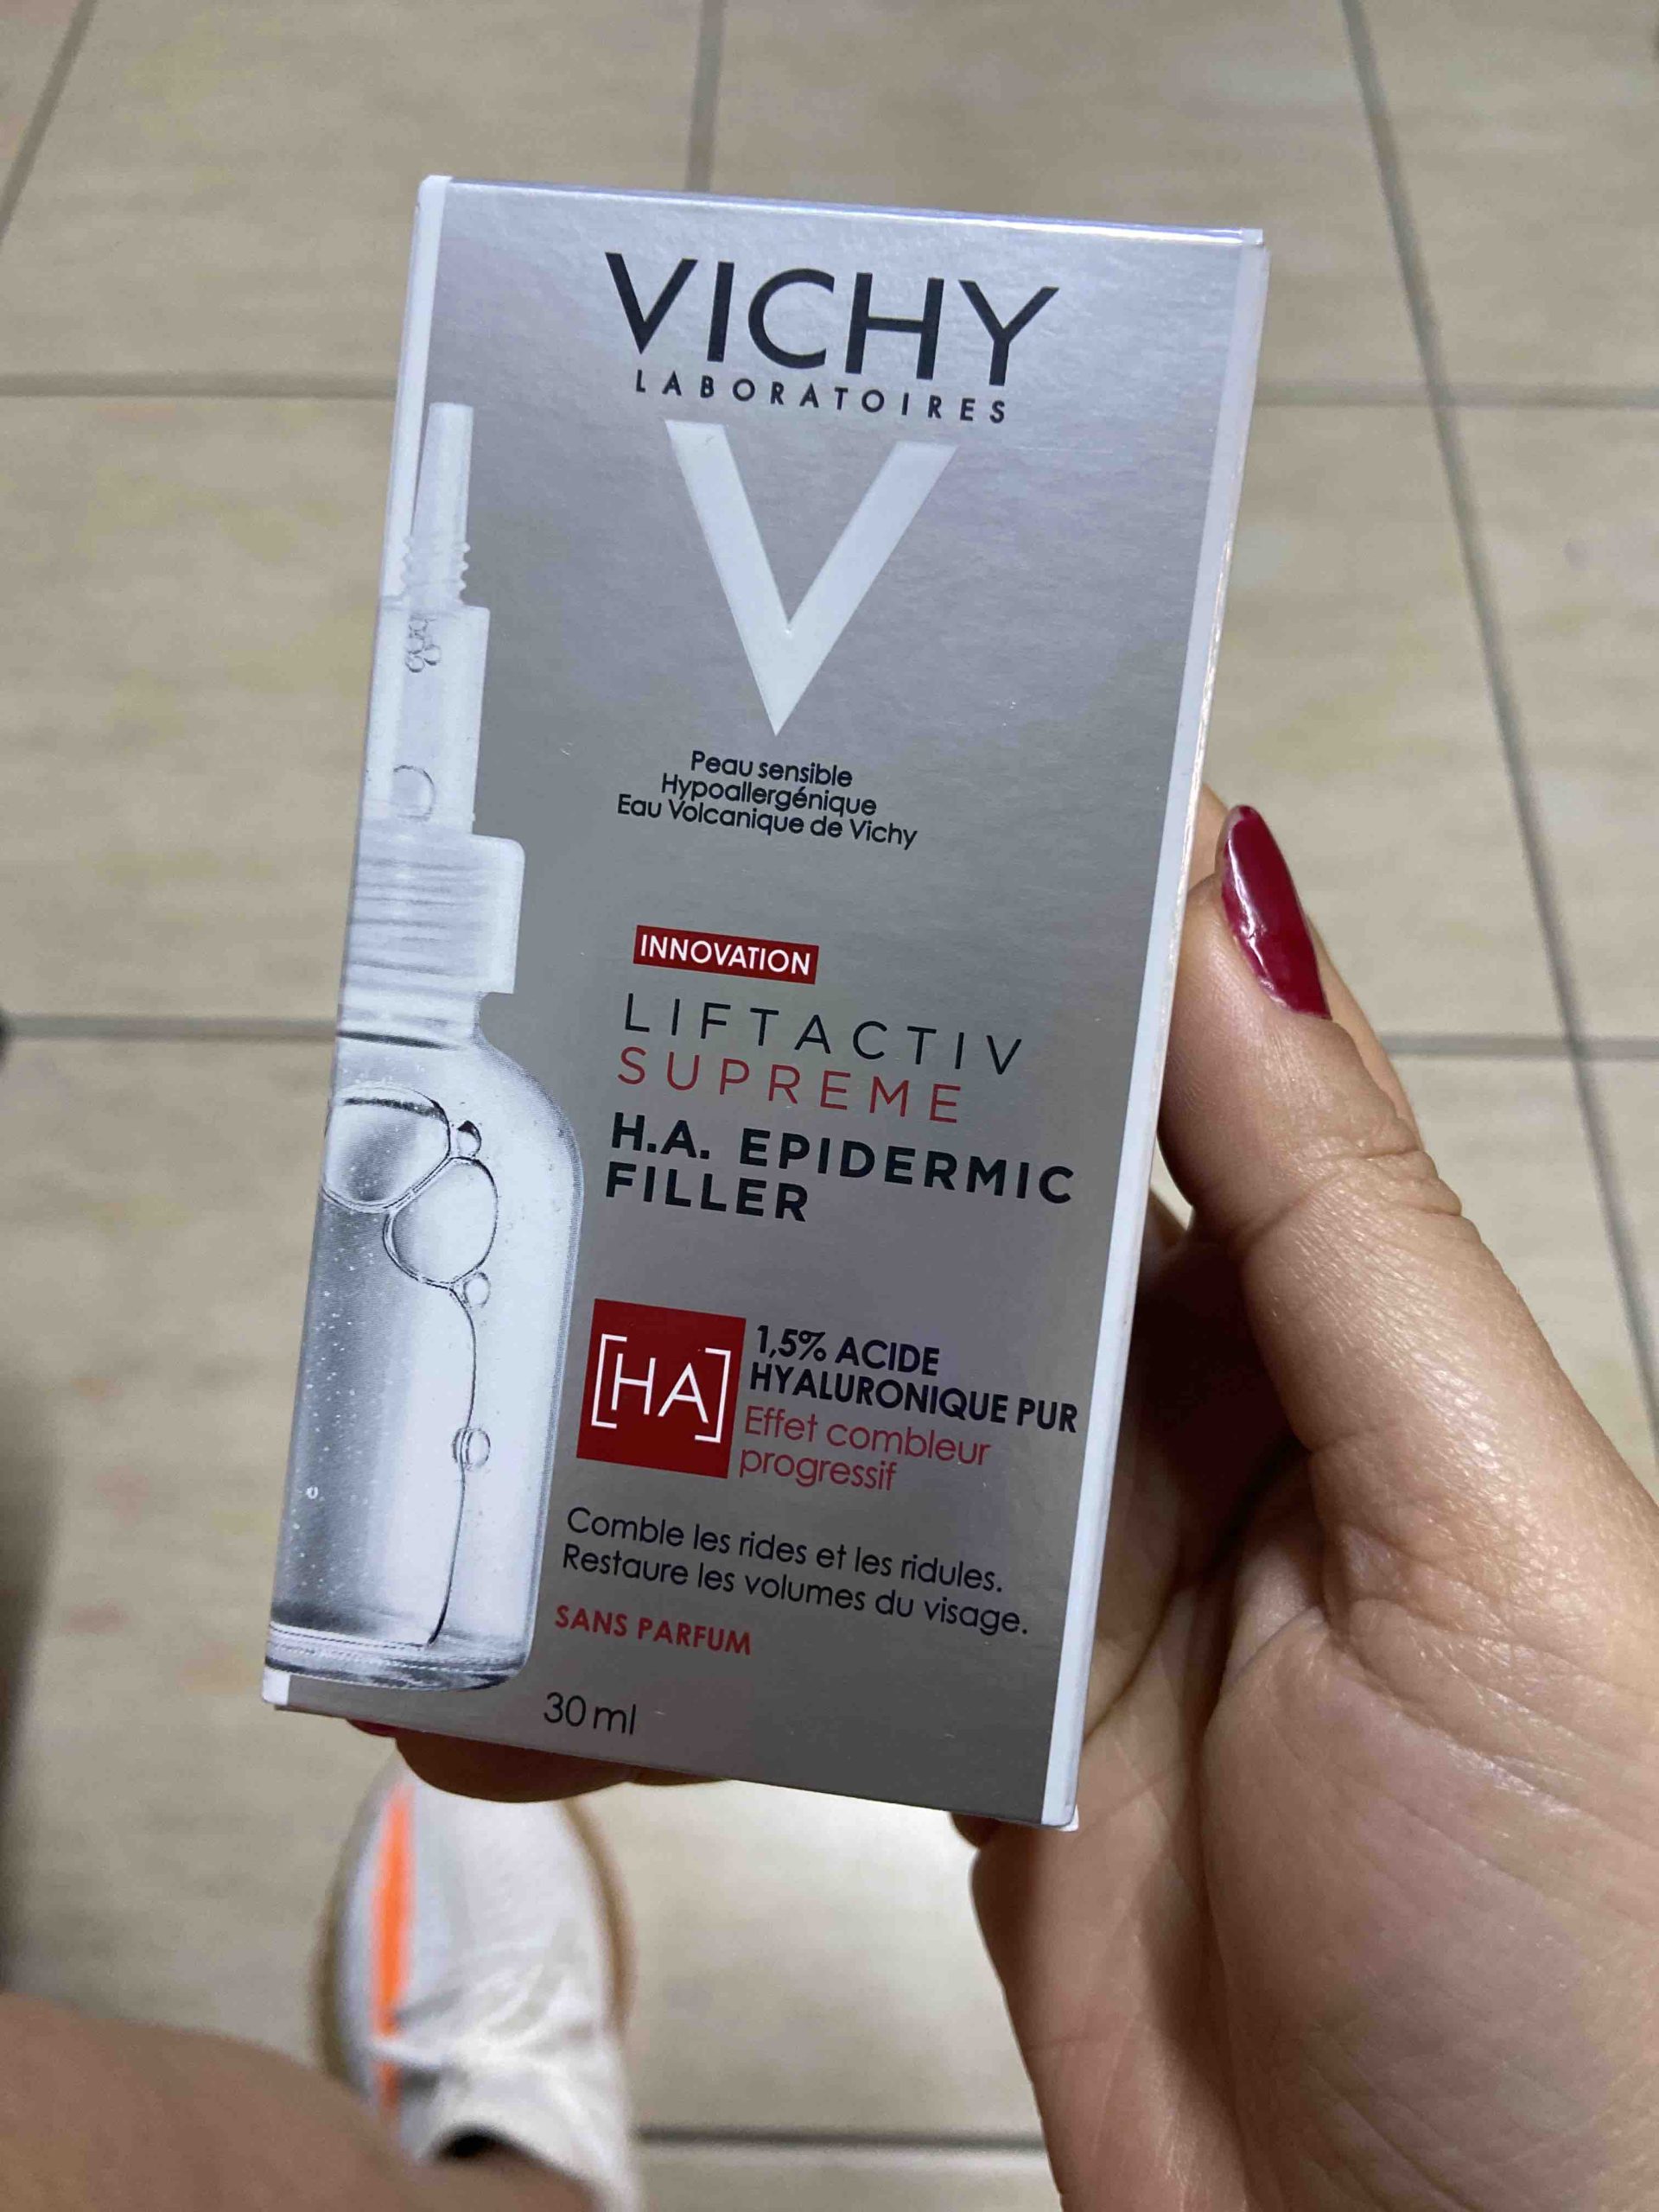 VICHY
LABORATOIRES
V
Peau sensible
Hypoallergénique
Eau Volcanique de Vichy
INNOVATION
LIFTACTIV
SUPREME
H.A. EPIDERMIC
FILLER
[HA]
1,5% ACIDE
HYALURONIQUE PUR
Effet combleur
progressif
Comble les rides et les ridules.
Restaure les volumes du visage.
SANS PARFUM
30 ml